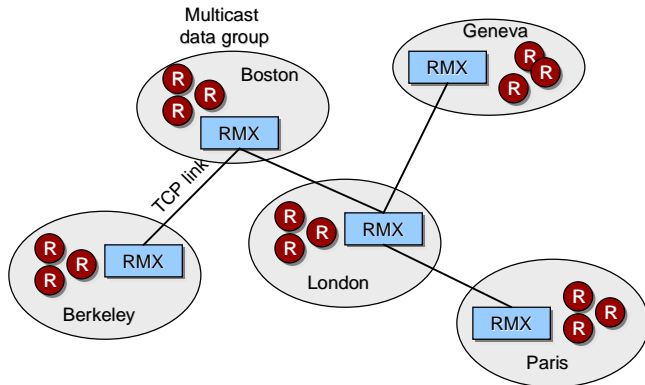 Multicast
data group
Geneva
RMX
R
R
R
Boston
R
R
R
RMX
TCP link
R
R
R
RMX
London
R
R
R
RMX
Berkeley
RMX
R
R
R
Paris